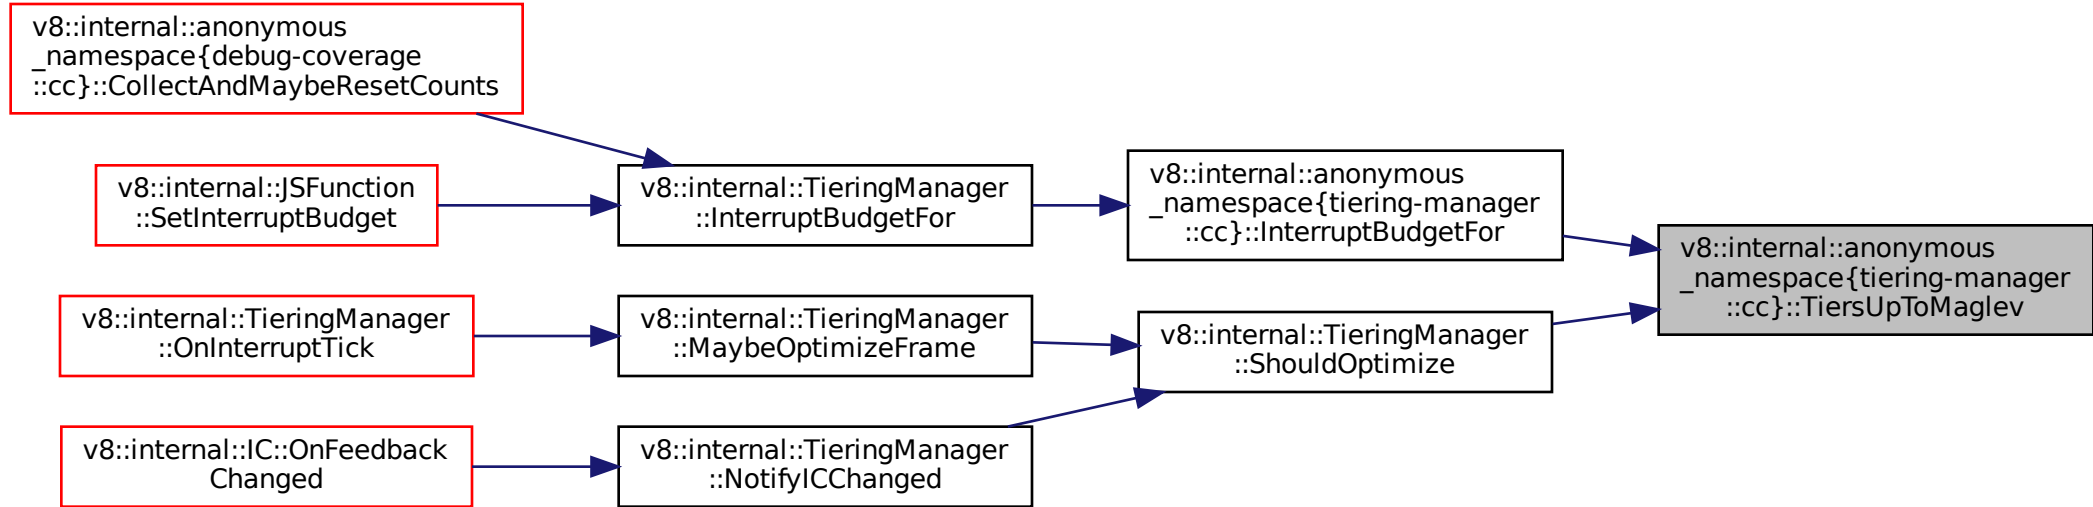 v8::internal::anonymous
_namespace{debug-coverage
::cc}::CollectAndMaybeResetCounts
v8::internal::JSFunction
::SetInterruptBudget
v8::internal::TieringManager
::InterruptBudgetFor
v8::internal::anonymous
_namespace{tiering-manager
::cc}::InterruptBudgetFor
v8::internal::anonymous
_namespace{tiering-manager
::cc}::TiersUpToMaglev
v8::internal::TieringManager
::OnInterruptTick
v8::internal::TieringManager
::MaybeOptimizeFrame
v8::internal::TieringManager
::ShouldOptimize
v8::internal::IC::OnFeedback
Changed
v8::internal::TieringManager
::NotifyICChanged